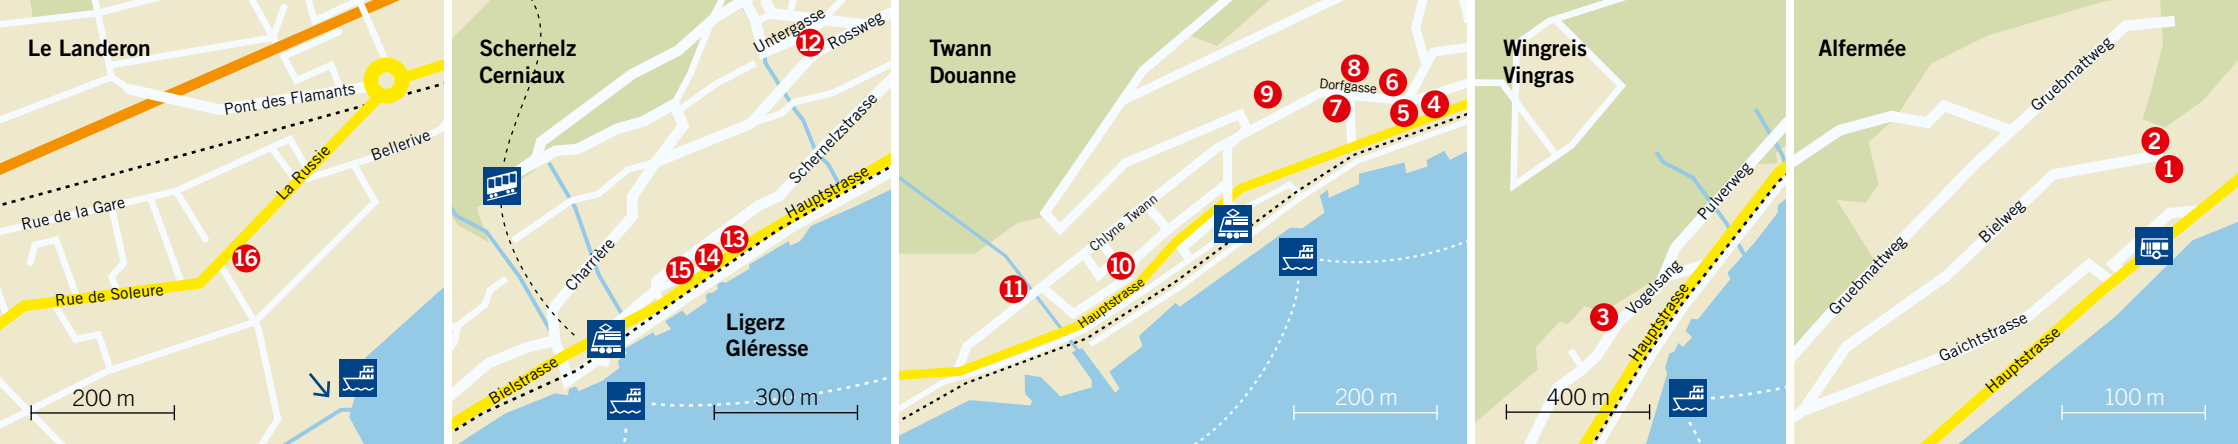 Le Landeron
Pont des Flamants
La Russie
Bellerive
Rue de la Gare
16
Rue de Soleure
200 m
Schernelz
Cerniaux
Untergasse
12
Rossweg
Schernelzstrasse
Hauptstrasse
Charrière
13
14
15
Ligerz
Gléresse
Bielstrasse
300 m
Twann
Douanne
8
6
9
Dorfgasse
7
5
4
Chlyne Twann
10
11
Hauptstrasse
200 m
Wingreis
Vingras
Pulverweg
Vogelsang
3
Hauptstrasse
400 m
Alfermée
Gruebmattweg
2
1
Bielweg
Gruebmattweg
Gaichtstrasse
Hauptstrasse
100 m